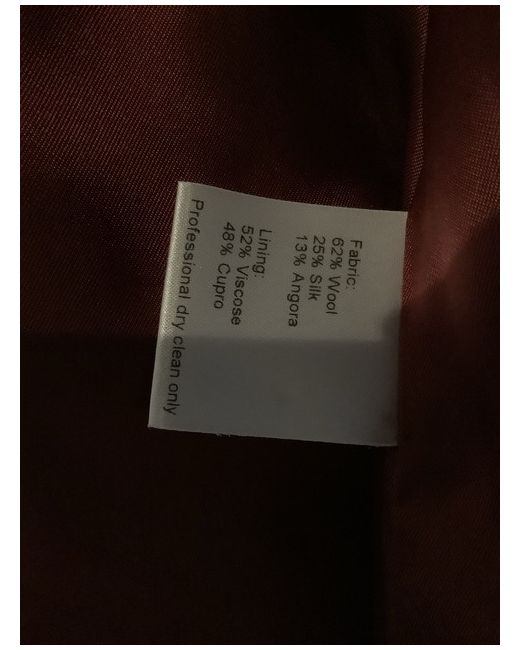 Fabric:
62% Wool
25% Silk
13% Angora
Lining:
52% Viscose
48% Cupro
Professional dry clean only